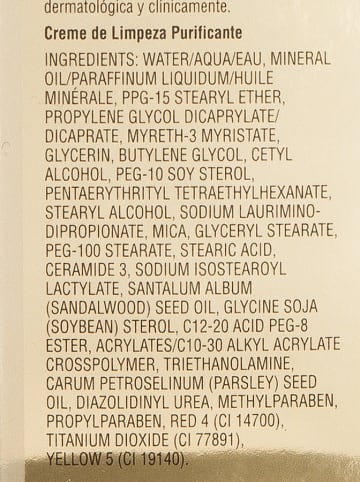 dermatológica y clinicamente.
Creme de Limpeza Purificante
INGREDIENTS: WATER/AQUA/EAU, MINERAL
OIL/PARAFFINUM LIQUIDUM/HUILE
MINÉRALE, PPG-15 STEARYL ETHER,
PROPYLENE GLYCOL DICAPRYLATE/
DICAPRATE, MYRETH-3 MYRISTATE,
GLYCERIN, BUTYLENE GLYCOL, CETYL
ALCOHOL, PEG-10 SOY STEROL,
PENTAERYTHRITYL TETRAETHYLHEXANATE,
STEARYL ALCOHOL, SODIUM LAURIMINO-
DIPROPIONATE, MICA, GLYCERYL STEARATE,
PEG-100 STEARATE, STEARIC ACID,
CERAMIDE 3, SODIUM ISOSTEAROYL
LACTYLATE, SANTALUM ALBUM
(SANDALWOOD) SEED OIL, GLYCINE SOJA
(SOYBEAN) STEROL, C12-20 ACID PEG-8
ESTER, ACRYLATES/C10-30 ALKYL ACRYLATE
CROSSPOLYMER, TRIETHANOLAMINE,
CARUM PETROSELINUM (PARSLEY) SEED
OIL, DIAZOLIDINYL UREA, METHYLPARABEN,
PROPYLPARABEN, RED 4 (CI 14700),
TITANIUM DIOXIDE (CI 77891),
YELLOW 5 (CI 19140).